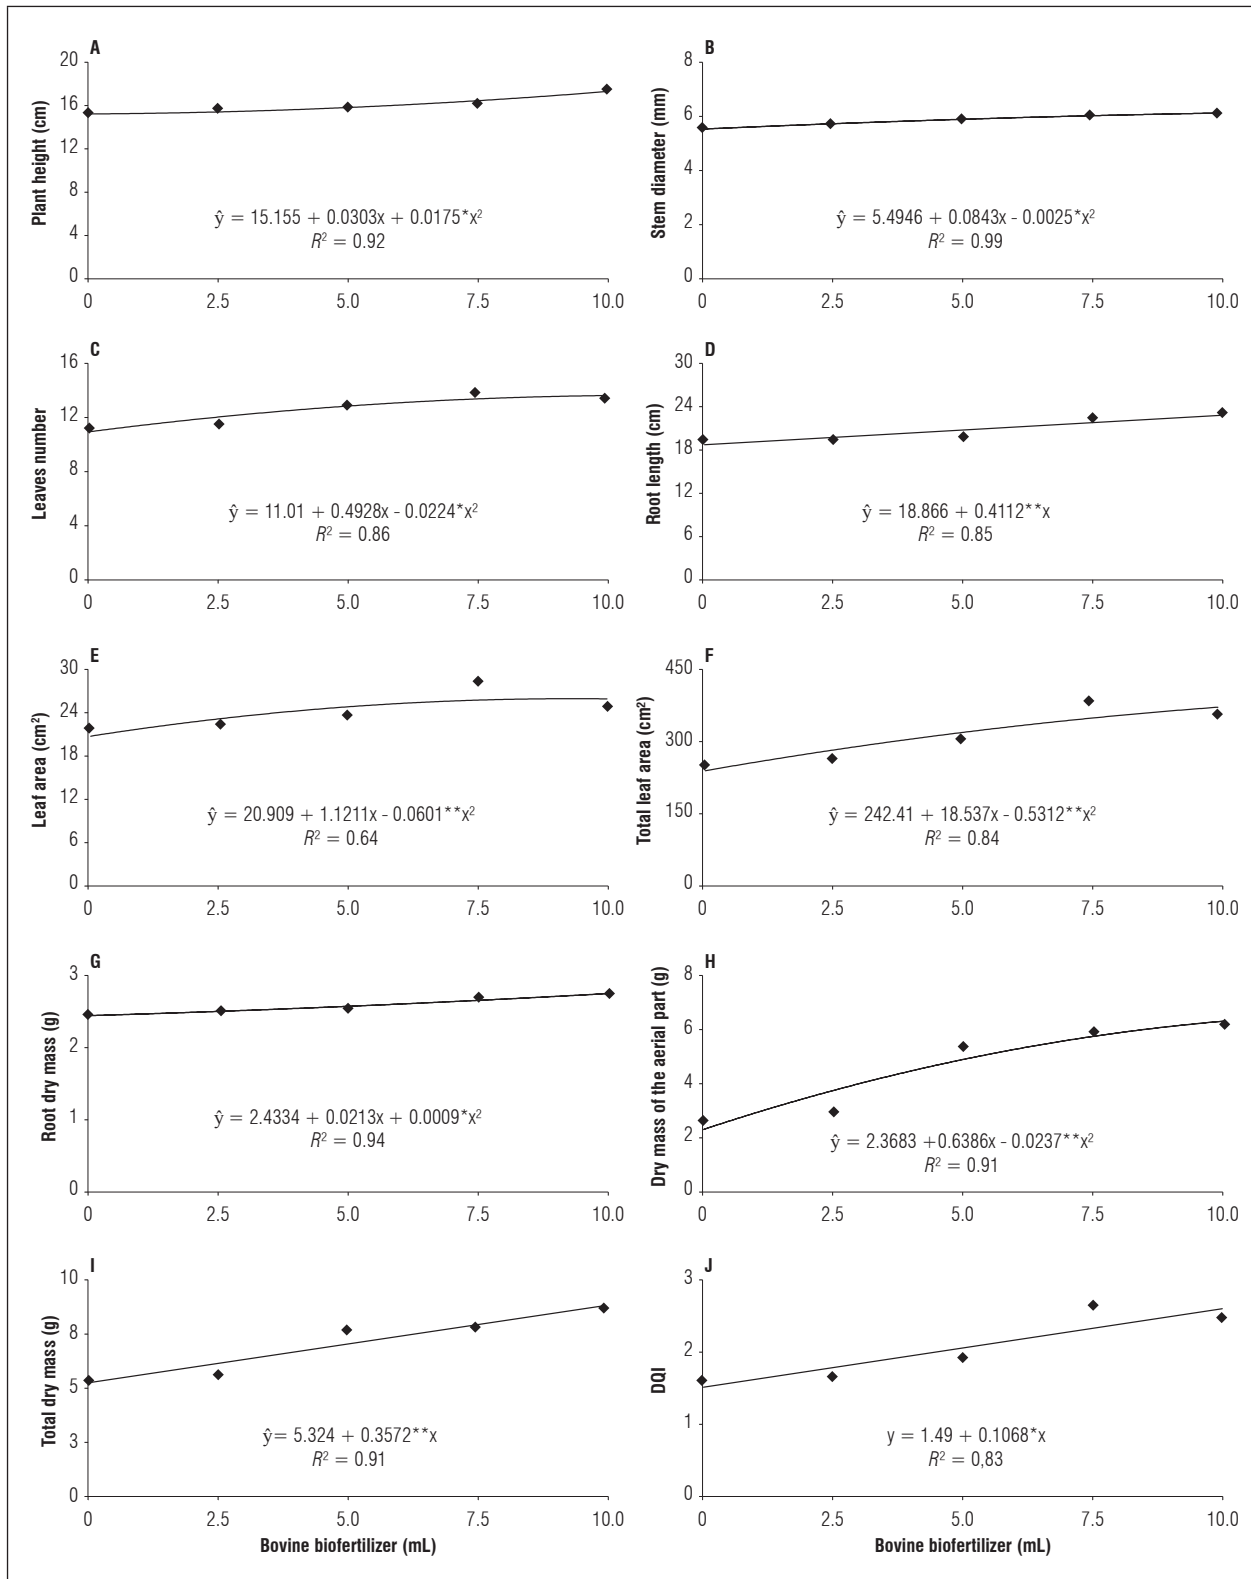 A
Plant height (cm)
20
16
12
8
4
0
ŷ = 15.155 + 0.0303x + 0.0175*x²
R² = 0.92
0 2.5 5.0 7.5 10.0
B
Stem diameter (mm)
8
6
4
2
0
ŷ = 5.4946 + 0.0843x - 0.0025*x²
R² = 0.99
0 2.5 5.0 7.5 10.0
C
Leaves number
16
12
8
4
0
ŷ = 11.01 + 0.4928x - 0.0224*x²
R² = 0.86
0 2.5 5.0 7.5 10.0
D
Root length (cm)
30
24
18
12
6
0
ŷ = 18.866 + 0.4112**x
R² = 0.85
0 2.5 5.0 7.5 10.0
E
Leaf area (cm²)
30
24
18
12
6
0
ŷ = 20.909 + 1.1211x - 0.0601**x²
R² = 0.64
0 2.5 5.0 7.5 10.0
F
Total leaf area (cm²)
450
300
150
0
ŷ = 242.41 + 18.537x - 0.5312**x²
R² = 0.84
0 2.5 5.0 7.5 10.0
G
Root dry mass (g)
3
2
1
0
ŷ = 2.4334 + 0.0213x + 0.0009*x²
R² = 0.94
0 2.5 5.0 7.5 10.0
H
Dry mass of the aerial part (g)
8
6
4
2
0
ŷ = 2.3683 +0.6386x - 0.0237**x²
R² = 0.91
0 2.5 5.0 7.5 10.0
I
Total dry mass (g)
10
8
5
3
0
ŷ= 5.324 + 0.3572**x
R² = 0.91
0 2.5 5.0 7.5 10.0
Bovine biofertilizer (mL)
J
DQI
3
2
1
0
y = 1.49 + 0.1068*x
R² = 0,83
0 2.5 5.0 7.5 10.0
Bovine biofertilizer (mL)